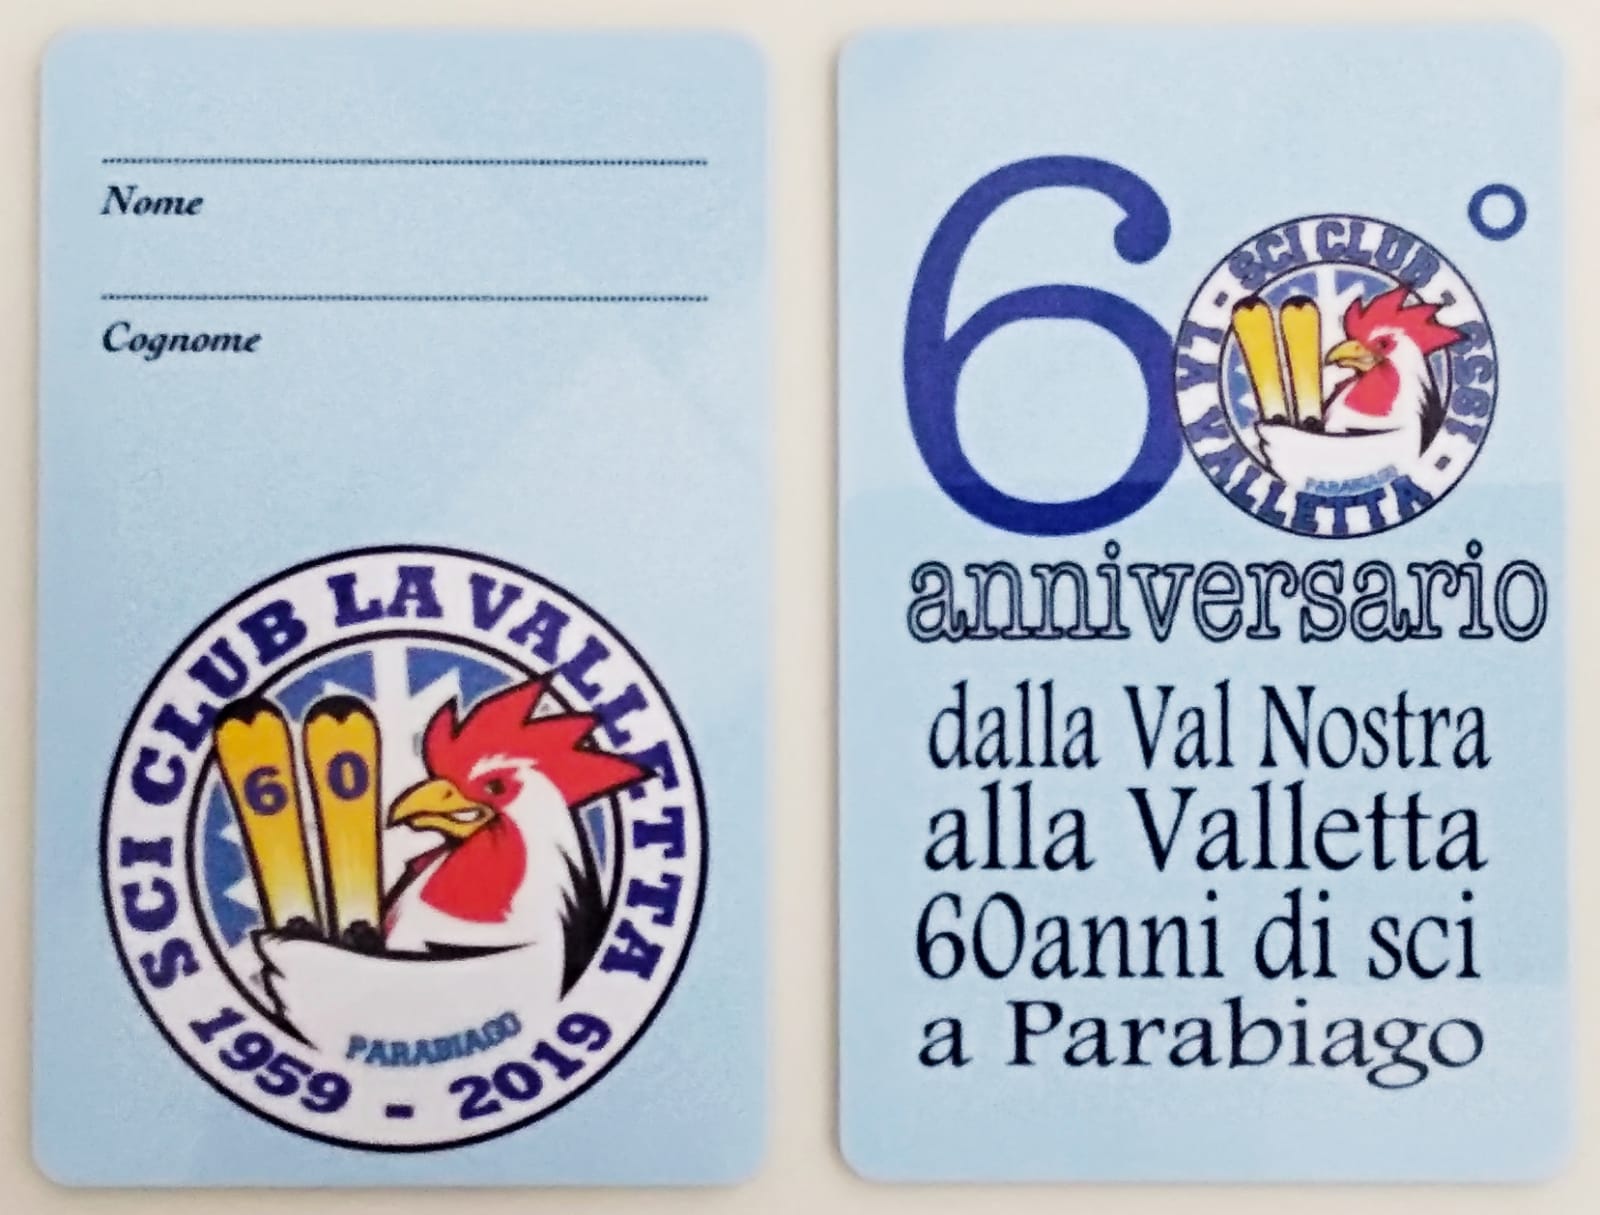 Nome
Cognome
SCI CLUB LA VALLETTA
60
PARABIAGO
1959 - 2019
60°
SCI CLUB - 1959 - LA VALLETTA -
PARABIAGO
anniversario
dalla Val Nostra
alla Valletta
60anni di sci
a Parabiago